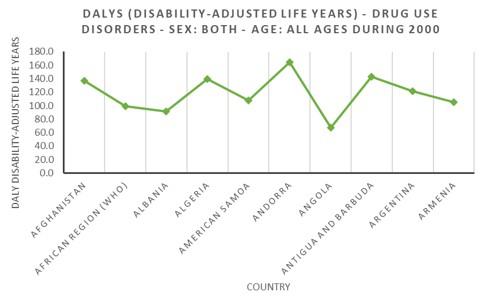 DALYS (DISABILITY-ADJUSTED LIFE YEARS) - DRUG USE
DISORDERS - SEX: BOTH - AGE: ALL AGES DURING 2000
DALY DISABILITY-ADJUSTED LIFE YEARS
180.0
160.0
140.0
120.0
100.0
80.0
60.0
40.0
20.0
0.0
AFGHANISTAN
AFRICAN REGION (WHO)
ALBANIA
ALGERIA
AMERICAN SAMOA
ANDORRA
ANGOLA
ANTIGUA AND BARBUDA
ARGENTINA
ARMENIA
COUNTRY